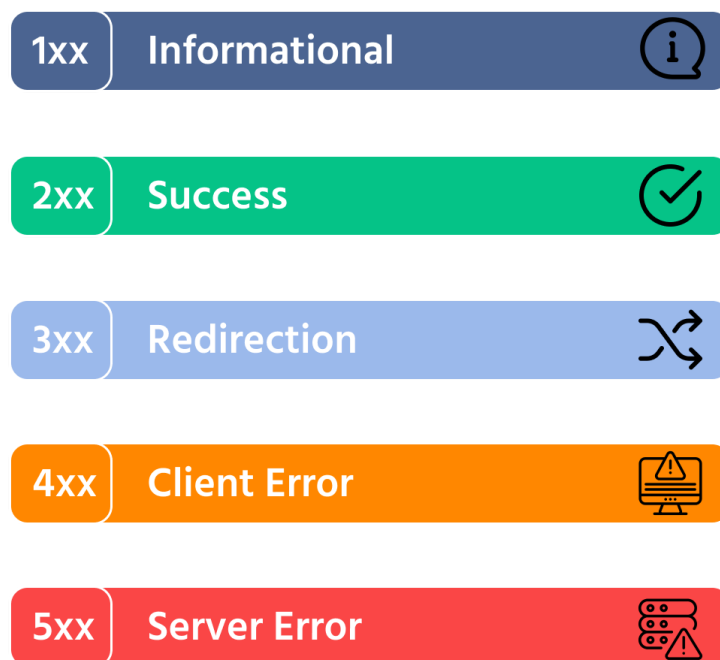 1xx Informational
2xx Success
3xx Redirection
4xx Client Error
5xx Server Error